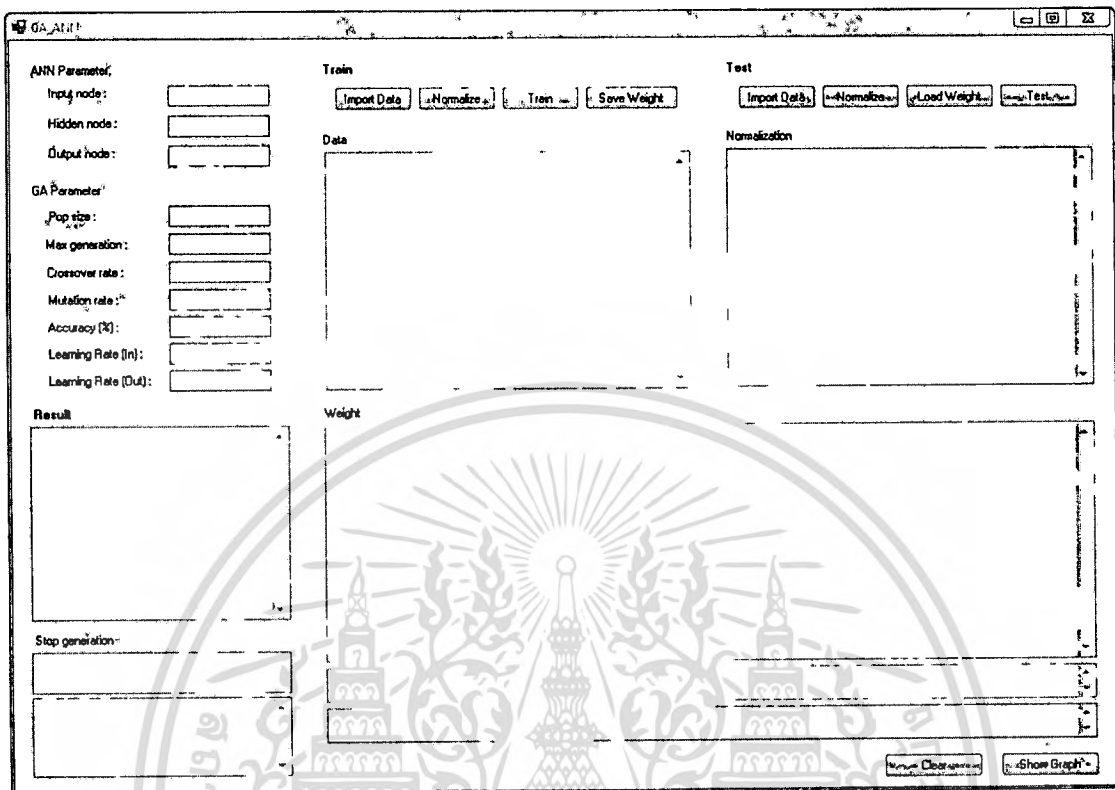 GA_ANN
ANN Parameter
Input node :
Hidden node :
Output node :
GA Parameter
Pop size :
Max generation :
Crossover rate :
Mutation rate :
Accuracy (%) :
Learning Rate (In) :
Learning Rate (Out) :
Result
Stop generation
Train
Import Data
Normalize
Train
Save Weight
Data
Weight
Test
Import Data
Normalize
Load Weight
Test
Normalization
Clear
Show Graph